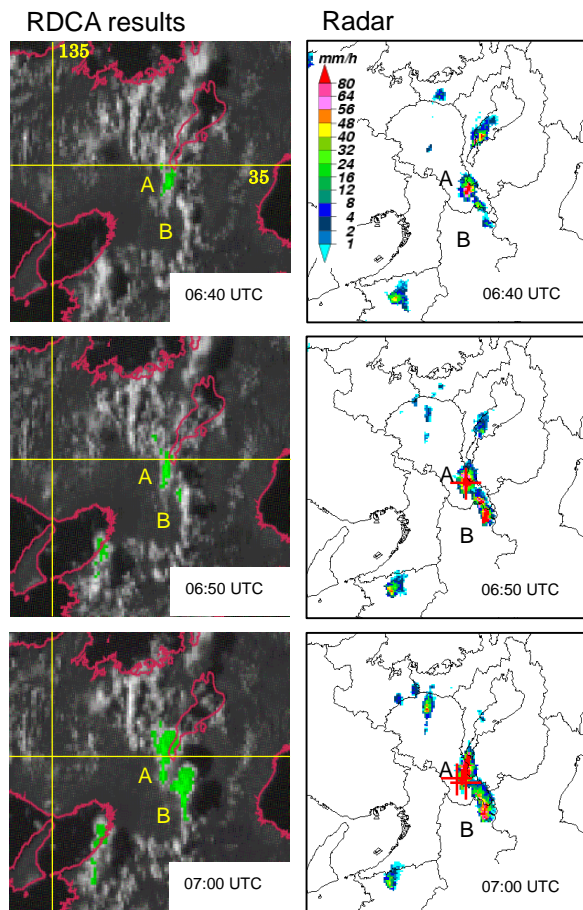 RDCA results
Radar
135
35
A
B
06:40 UTC
mm/h
80
64
56
48
40
32
24
16
12
8
4
2
1
A
B
06:40 UTC
A
B
06:50 UTC
A
B
06:50 UTC
A
B
07:00 UTC
A
B
07:00 UTC